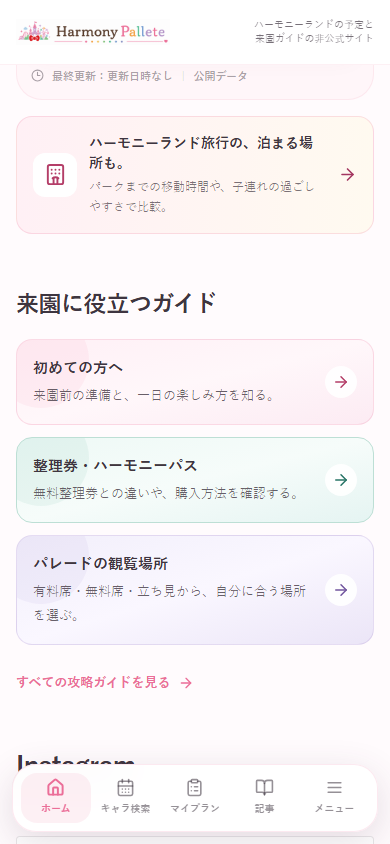 Harmony Pallete
ハーモニーランドの予定と
来園ガイドの非公式サイト
最終更新：更新日時なし
公開データ
ハーモニーランド旅行の、泊まる場
所も。
パークまでの移動時間や、子連れの過ごし
やすさで比較。
来園に役立つガイド
初めての方へ
来園前の準備と、一日の楽しみ方を知る。
整理券・ハーモニーパス
無料整理券との違いや、購入方法を確認する。
パレードの観覧場所
有料席・無料席・立ち見から、自分に合う場所
を選ぶ。
すべての攻略ガイドを見る
Instagram
ホーム
キャラ検索
マイプラン
記事
メニュー